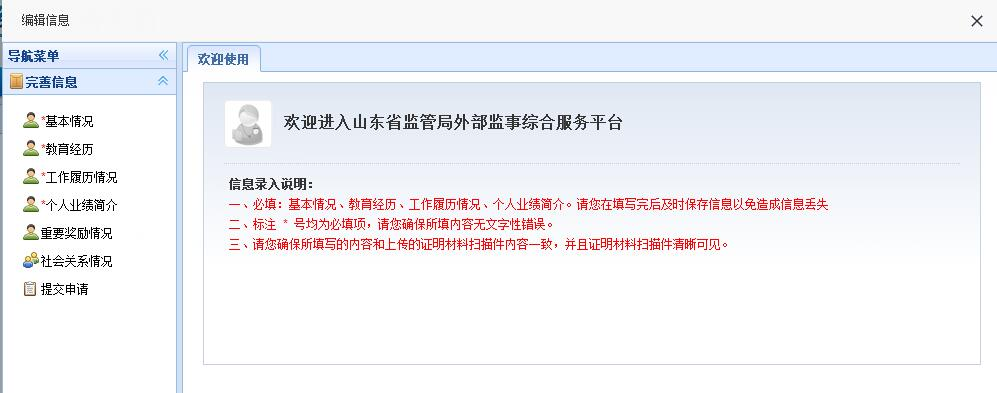 编辑信息
导航菜单
完善信息
*基本情况
*教育经历
*工作履历情况
*个人业绩简介
重要奖励情况
社会关系情况
提交申请
欢迎使用
欢迎进入山东省监管局外部监事综合服务平台
信息录入说明：
一、必填：基本情况、教育经历、工作履历情况、个人业绩简介。请您在填写完后及时保存信息以免造成信息丢失
二、标注 * 号均为必填项，请您确保所填内容无文字性错误。
三、请您确保所填写的内容和上传的证明材料扫描件内容一致，并且证明材料扫描件清晰可见。